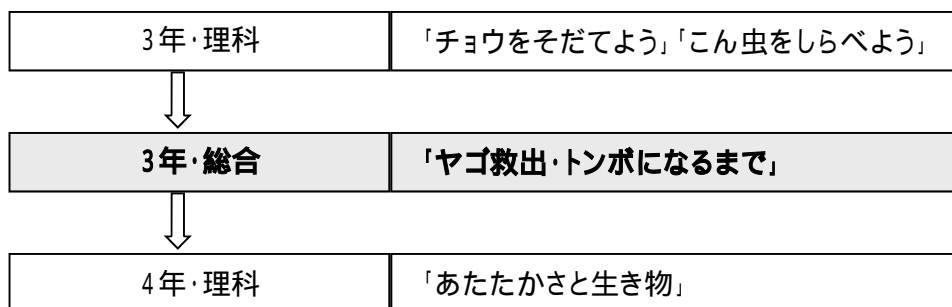 3年・理科 「チョウをそだてよう」「こん虫をしらべよう」
3年・総合 「ヤゴ救出・トンボになるまで」
4年・理科 「あたたかさと生き物」